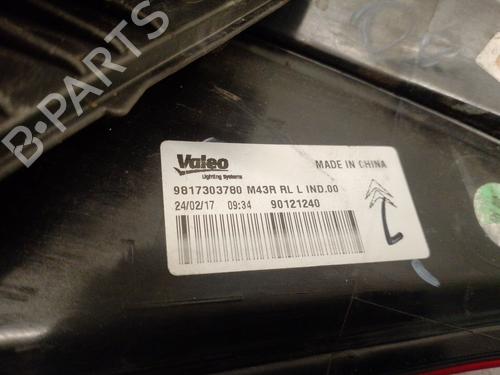 B-PARTS
Valeo
Lighting Systems
MADE IN CHINA
9817303780 M43R RL L IND.00
24/02/17 09:34 90121240
L